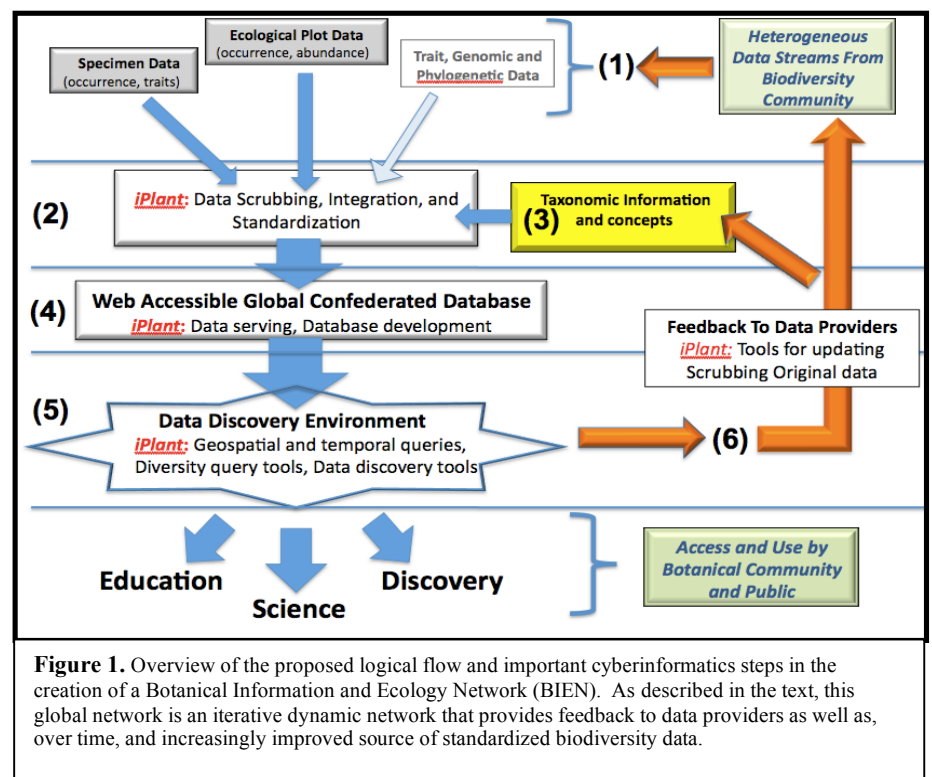 Ecological Plot Data
(occurrence, abundance)
Specimen Data
(occurrence, traits)
Trait, Genomic and
Phylogenetic Data
(1)
Heterogeneous
Data Streams From
Biodiversity
Community
(2)
iPlant: Data Scrubbing, Integration, and
Standardization
(3)
Taxonomic Information
and concepts
(4)
Web Accessible Global Confederated Database
iPlant: Data serving, Database development
Feedback To Data Providers
iPlant: Tools for updating
Scrubbing Original data
(5)
Data Discovery Environment
iPlant: Geospatial and temporal queries,
Diversity query tools, Data discovery tools
(6)
Education
Science
Discovery
Access and Use by
Botanical Community
and Public
Figure 1. Overview of the proposed logical flow and important cyberinformatics steps in the
creation of a Botanical Information and Ecology Network (BIEN). As described in the text, this
global network is an iterative dynamic network that provides feedback to data providers as well as,
over time, and increasingly improved source of standardized biodiversity data.